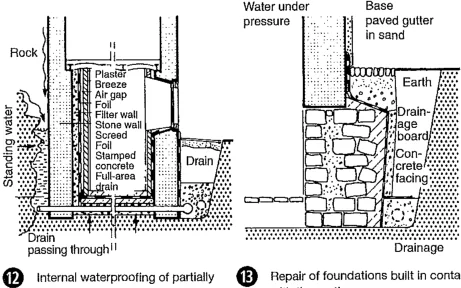 Rock
Standing water
Plaster
Breeze
Air gap
Foil
Filter wall
Stone wall
Screed
Foil
Stamped
concrete
Full-area
drain
Drain
Drain
passing through
12 Internal waterproofing of partially
Water under
pressure
Base
paved gutter
in sand
Earth
Drain-
age
board
Con-
crete
facing
Drainage
13 Repair of foundations built in conta